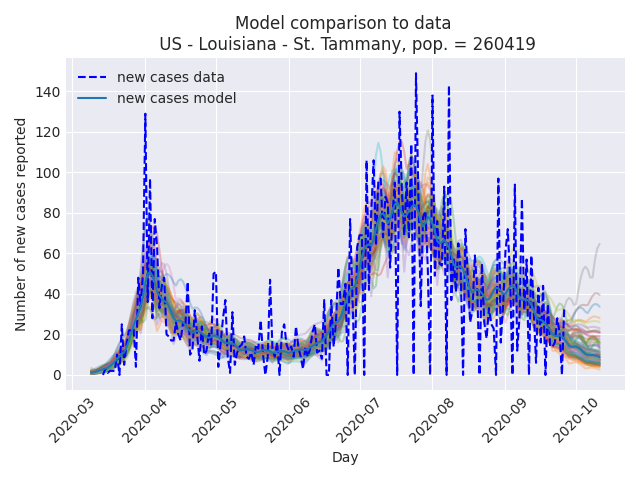 Model comparison to data
US - Louisiana - St. Tammany, pop. = 260419
new cases data
new cases model
Number of new cases reported
140
120
100
80
60
40
20
0
2020-03
2020-04
2020-05
2020-06
2020-07
2020-08
2020-09
2020-10
Day